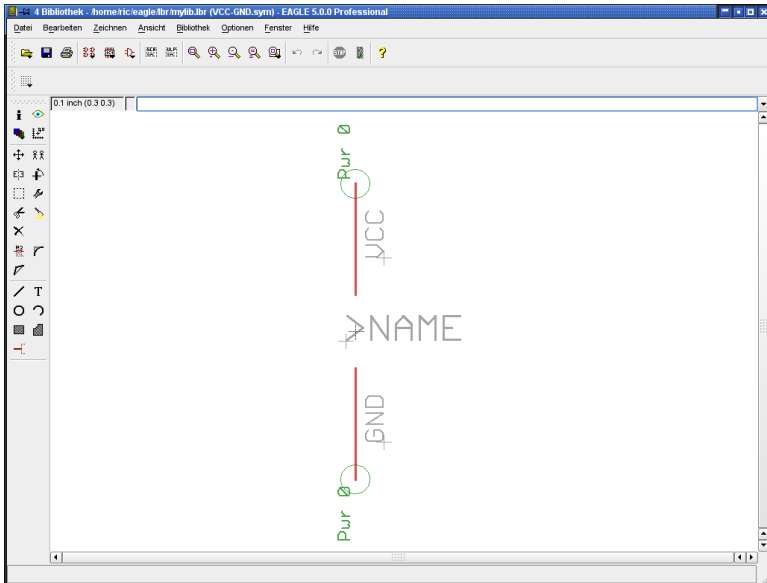 4 Bibliothek - /home/ric/eagle/lbr/mylib.lbr (VCC-GND.sym) - EAGLE 5.0.0 Professional
Datei Bearbeiten Zeichnen Ansicht Bibliothek Optionen Fenster Hilfe
0.1 inch (0.3 0.3)
Pwr 0
VCC
>NAME
GND
Pwr 0